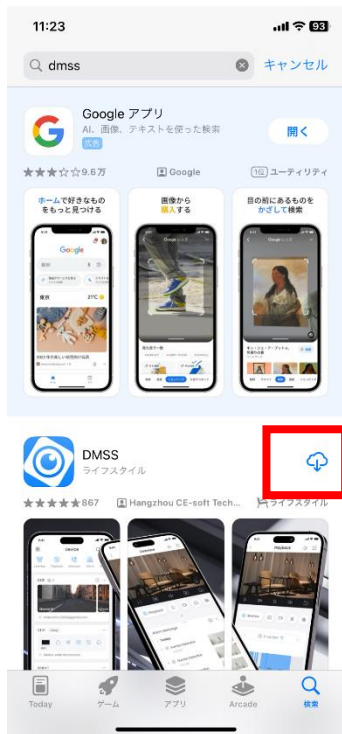 11:23
93
dmss
キャンセル
Google アプリ
AI、画像、テキストを使った検索
広告
開く
★★★☆☆9.6万
Google
1位 ユーティリティ
ホームで好きなもの
をもっと見つける
画像から
購入する
目の前にあるものを
かざして検索
Google
東京
21°C
DMSS
ライフスタイル
★★★★★867
Hangzhou CE-soft Tech...
ライフスタイル
Today
ゲーム
アプリ
Arcade
検索